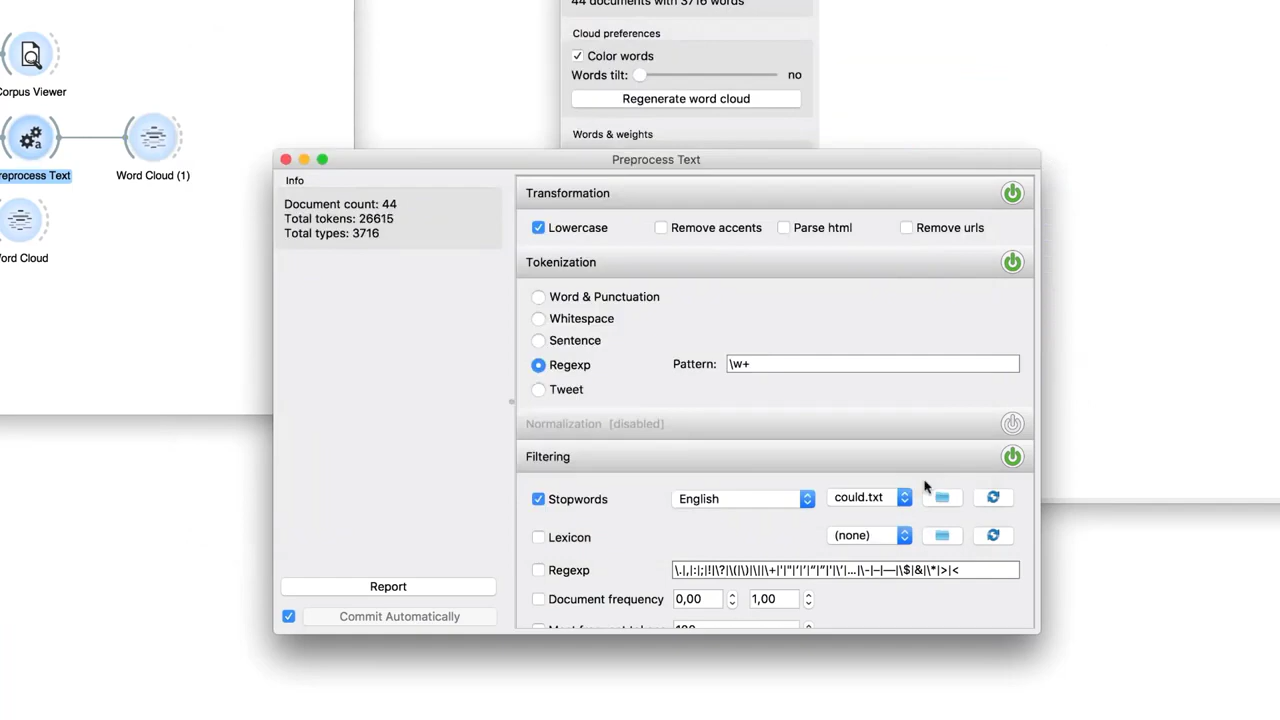 44 documents with 3716 words
Cloud preferences
Color words
Words tilt: no
Regenerate word cloud
Words & weights
Corpus Viewer
reprocess Text
Word Cloud (1)
Word Cloud
Preprocess Text
Info
Document count: 44
Total tokens: 26615
Total types: 3716
Report
Commit Automatically
Transformation
Lowercase Remove accents Parse html Remove urls
Tokenization
Word & Punctuation
Whitespace
Sentence
Regexp Pattern: \w+
Tweet
Normalization [disabled]
Filtering
Stopwords English could.txt
Lexicon (none)
Regexp \.|,|:|;|!|\?|\(|\)|\||\+|'|"|'|'|"|"|'|\'|…|\-|–|—|\$|&|\*|>|<
Document frequency 0,00 1,00